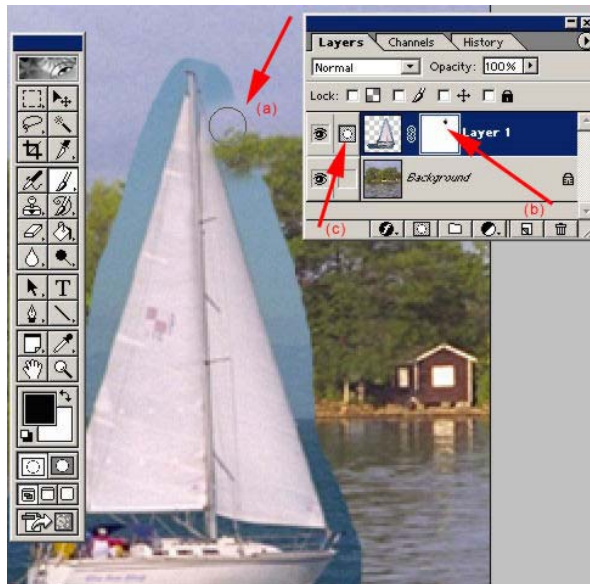 Layers Channels History
Normal Opacity: 100%
Lock:
(a)
Layer 1
Background
(b)
(c)
T